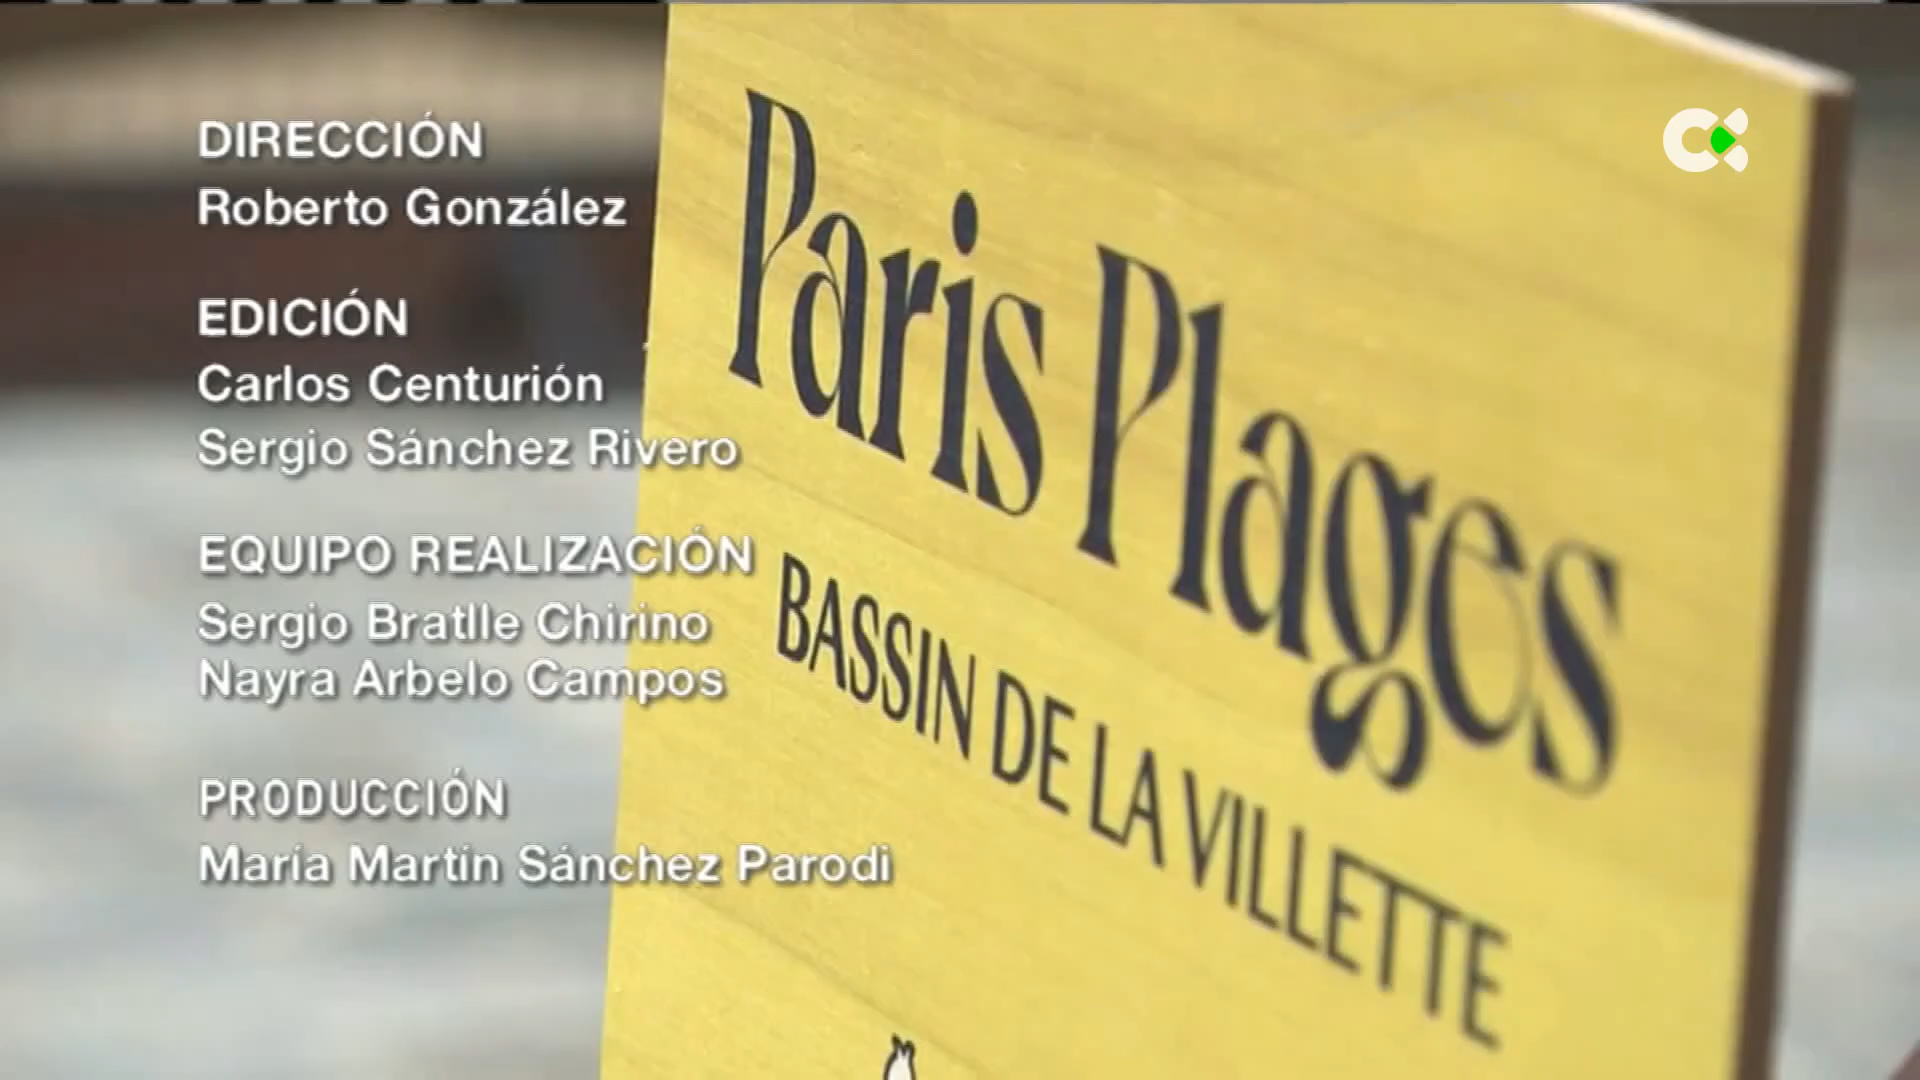 DIRECCIÓN
Roberto González
EDICIÓN
Carlos Centurión
Sergio Sánchez Rivero
EQUIPO REALIZACIÓN
Sergio Bratlle Chirino
Nayra Arbelo Campos
PRODUCCIÓN
María Martín Sánchez Parodi
Paris Plages
BASSIN DE LA VILLETTE